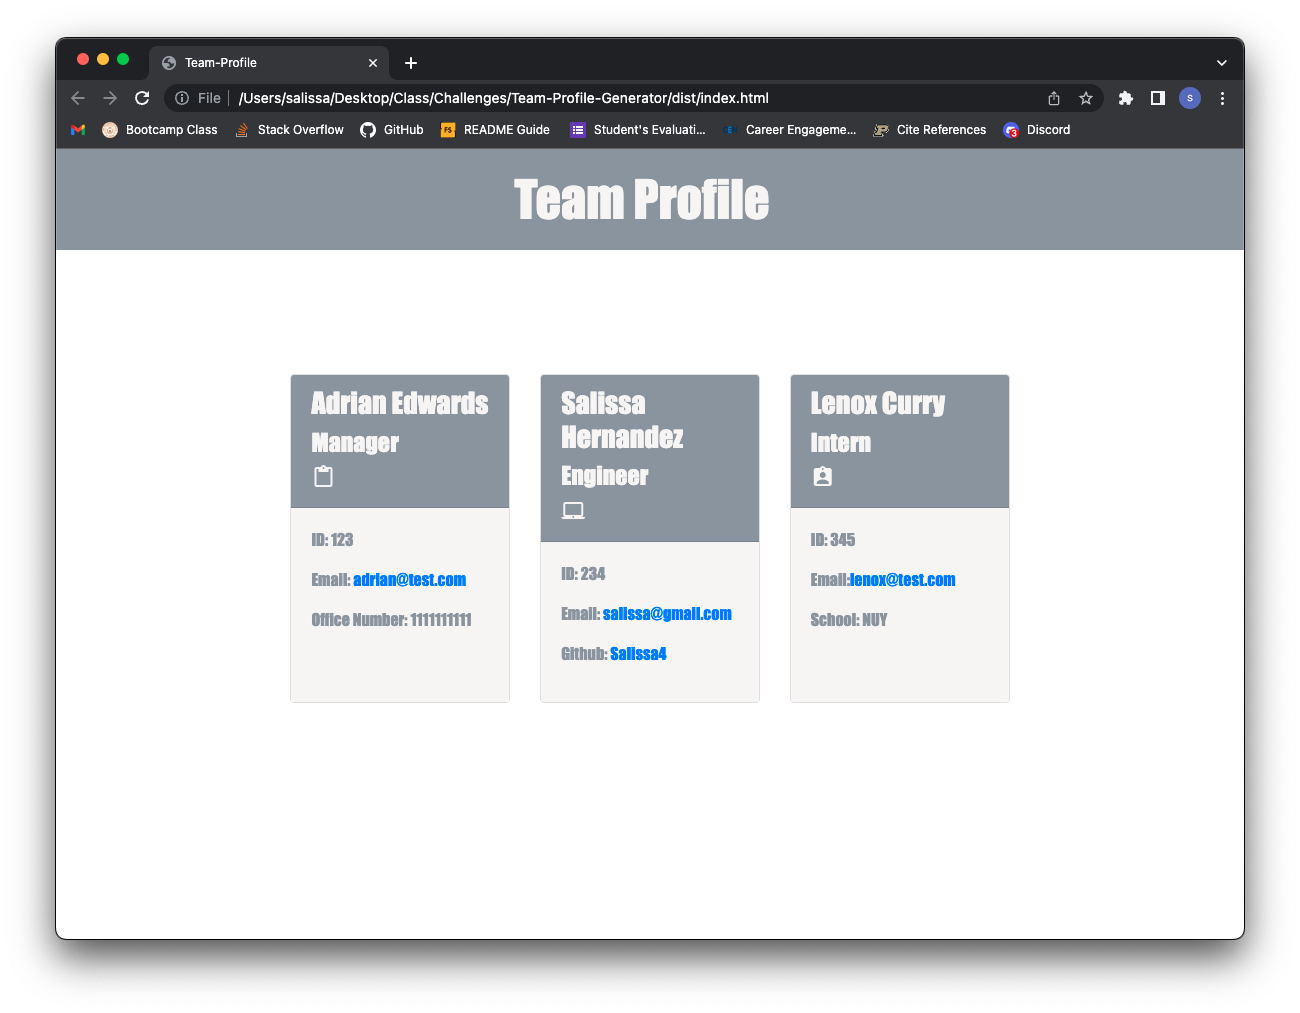 Team-Profile
File /Users/salissa/Desktop/Class/Challenges/Team-Profile-Generator/dist/index.html
S
Bootcamp Class Stack Overflow GitHub FS README Guide Student's Evaluati... Career Engageme... Cite References 3 Discord
Team Profile
Adrian Edwards
Manager
ID: 123
Email: adrian@test.com
Office Number: 1111111111
Salissa
Hernandez
Engineer
ID: 234
Email: salissa@gmail.com
Github: Salissa4
Lenox Curry
Intern
ID: 345
Email:lenox@test.com
School: NUY